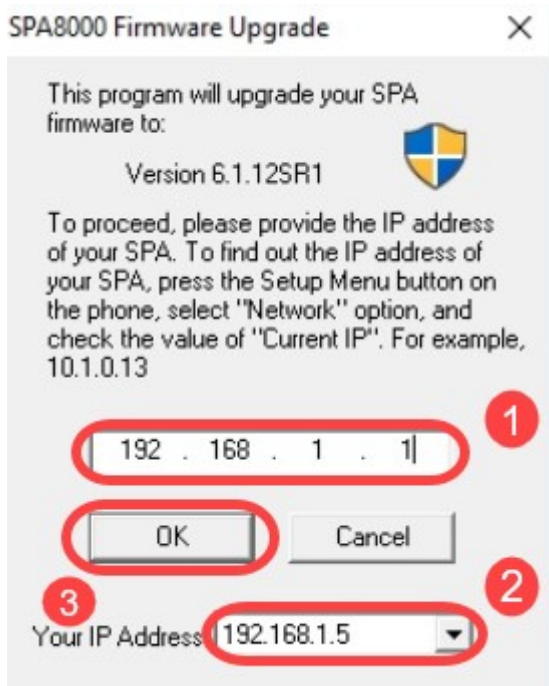 SPA8000 Firmware Upgrade
This program will upgrade your SPA
firmware to:
Version 6.1.12SR1
To proceed, please provide the IP address
of your SPA. To find out the IP address of
your SPA, press the Setup Menu button on
the phone, select "Network" option, and
check the value of "Current IP". For example,
10.1.0.13
1
192 . 168 . 1 . 1
OK
Cancel
3
2
Your IP Address 192.168.1.5